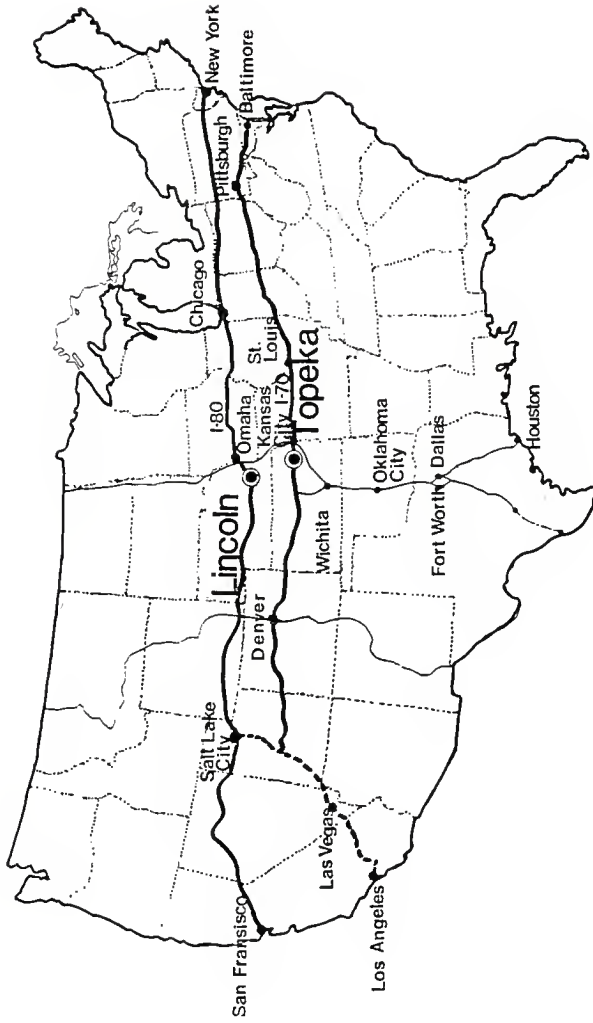 San Fransisco
Salt Lake
City
Las Vegas
Los Angeles
Denver
Lincoln
I-80
Omaha
Kansas
City
I-70
Topeka
St.
Louis
Wichita
Oklahoma
City
Fort Worth
Dallas
Houston
Chicago
Pittsburgh
New York
Baltimore